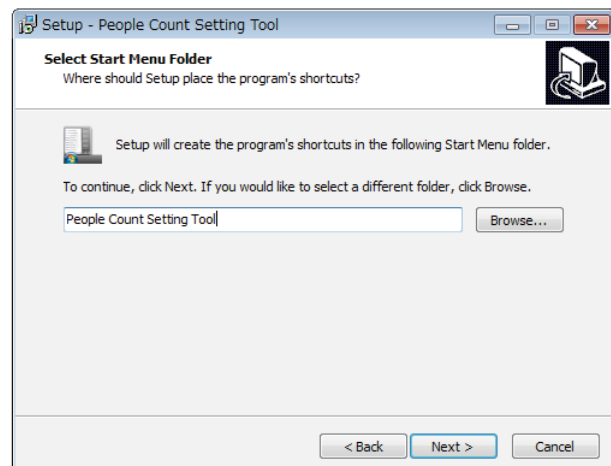 Setup - People Count Setting Tool
Select Start Menu Folder
Where should Setup place the program's shortcuts?
Setup will create the program's shortcuts in the following Start Menu folder.
To continue, click Next. If you would like to select a different folder, click Browse.
People Count Setting Tool
Browse...
< Back
Next >
Cancel